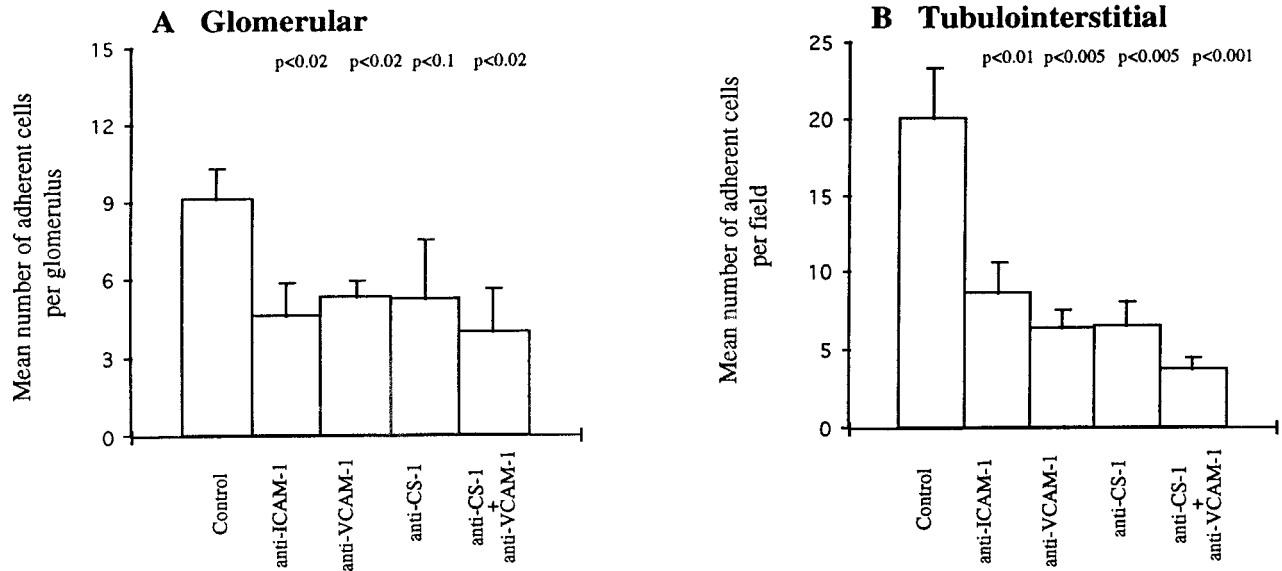 A Glomerular
15
12
9
6
3
0
p<0.02 p<0.02 p<0.1 p<0.02
Mean number of adherent cells
per glomerulus
Control
anti-ICAM-1
anti-VCAM-1
anti-CS-1
anti-CS-1
+
anti-VCAM-1
B Tubulointerstitial
25
20
15
10
5
0
p<0.01 p<0.005 p<0.005 p<0.001
Mean number of adherent cells
per field
Control
anti-ICAM-1
anti-VCAM-1
anti-CS-1
anti-CS-1
+
anti-VCAM-1